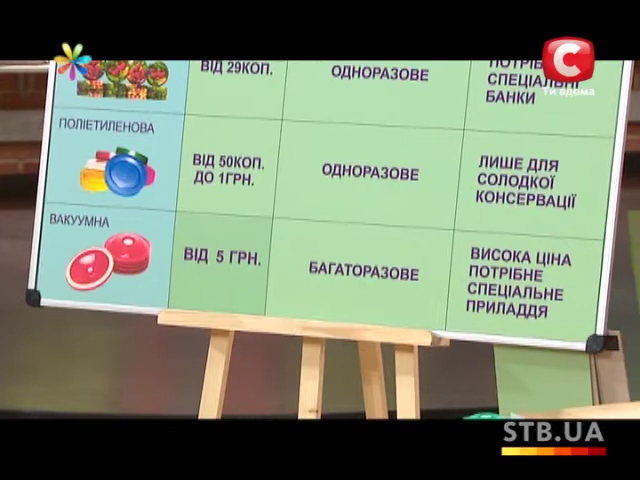 ВІД 29КОП.
ОДНОРАЗОВЕ
СПЕЦІАЛЬНІ
БАНКИ
ПОЛІЕТИЛЕНОВА
ВІД 50КОП.
ДО 1ГРН.
ОДНОРАЗОВЕ
ЛИШЕ ДЛЯ
СОЛОДКОЇ
КОНСЕРВАЦІЇ
ВАКУУМНА
ВІД 5 ГРН.
БАГАТОРАЗОВЕ
ВИСОКА ЦІНА
ПОТРІБНЕ
СПЕЦІАЛЬНЕ
ПРИЛАДДЯ
С
Ти вдома
STB.UA